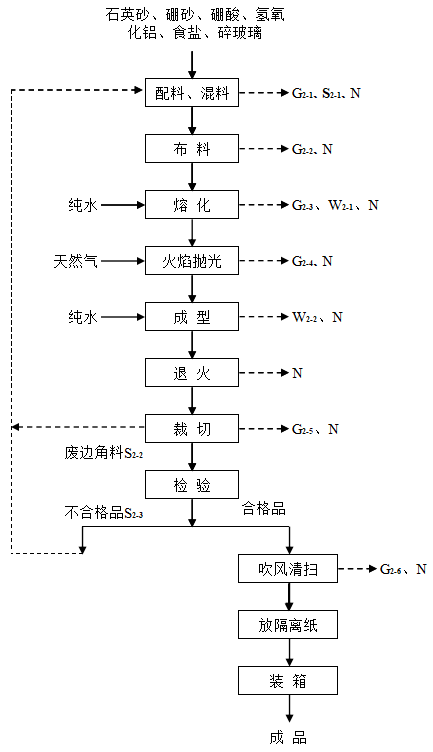 石英砂、硼砂、硼酸、氢氧
化铝、食盐、碎玻璃
配料、混料
G2-1、S2-1、N
布 料
G2-2、N
纯水
熔 化
G2-3、W2-1、N
天然气
火焰抛光
G2-4、N
纯水
成 型
W2-2、N
退 火
N
裁 切
G2-5、N
废边角料S2-2
检 验
不合格品S2-3
合格品
吹风清扫
G2-6、N
放隔离纸
装 箱
成 品